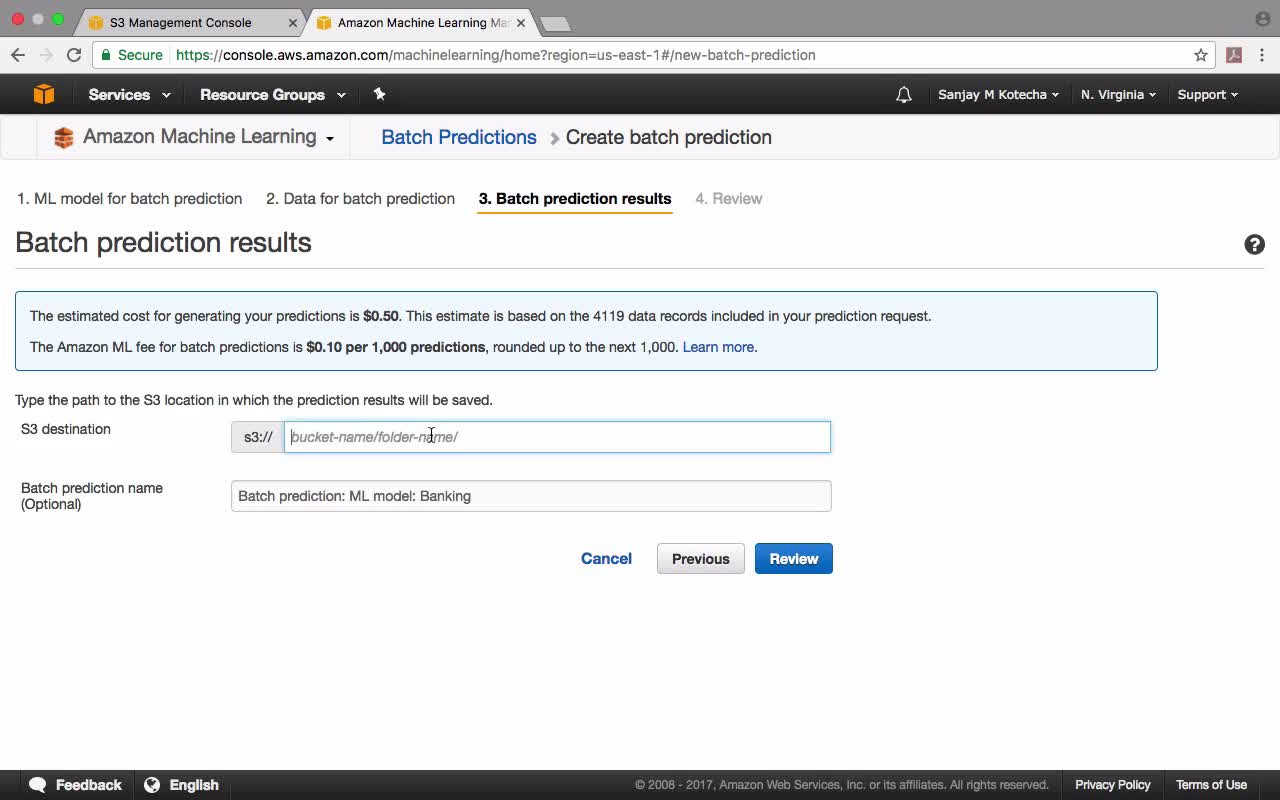 S3 Management Console
Amazon Machine Learning Ma
Secure https://console.aws.amazon.com/machinelearning/home?region=us-east-1#/new-batch-prediction
Services Resource Groups Sanjay M Kotecha N. Virginia Support
Amazon Machine Learning Batch Predictions Create batch prediction
1. ML model for batch prediction 2. Data for batch prediction 3. Batch prediction results 4. Review
Batch prediction results
The estimated cost for generating your predictions is $0.50. This estimate is based on the 4119 data records included in your prediction request.
The Amazon ML fee for batch predictions is $0.10 per 1,000 predictions, rounded up to the next 1,000. Learn more.
Type the path to the S3 location in which the prediction results will be saved.
S3 destination s3:// bucket-name/folder-name/
Batch prediction name
(Optional)
Batch prediction: ML model: Banking
Cancel Previous Review
Feedback English © 2008 - 2017, Amazon Web Services, Inc. or its affiliates. All rights reserved. Privacy Policy Terms of Use